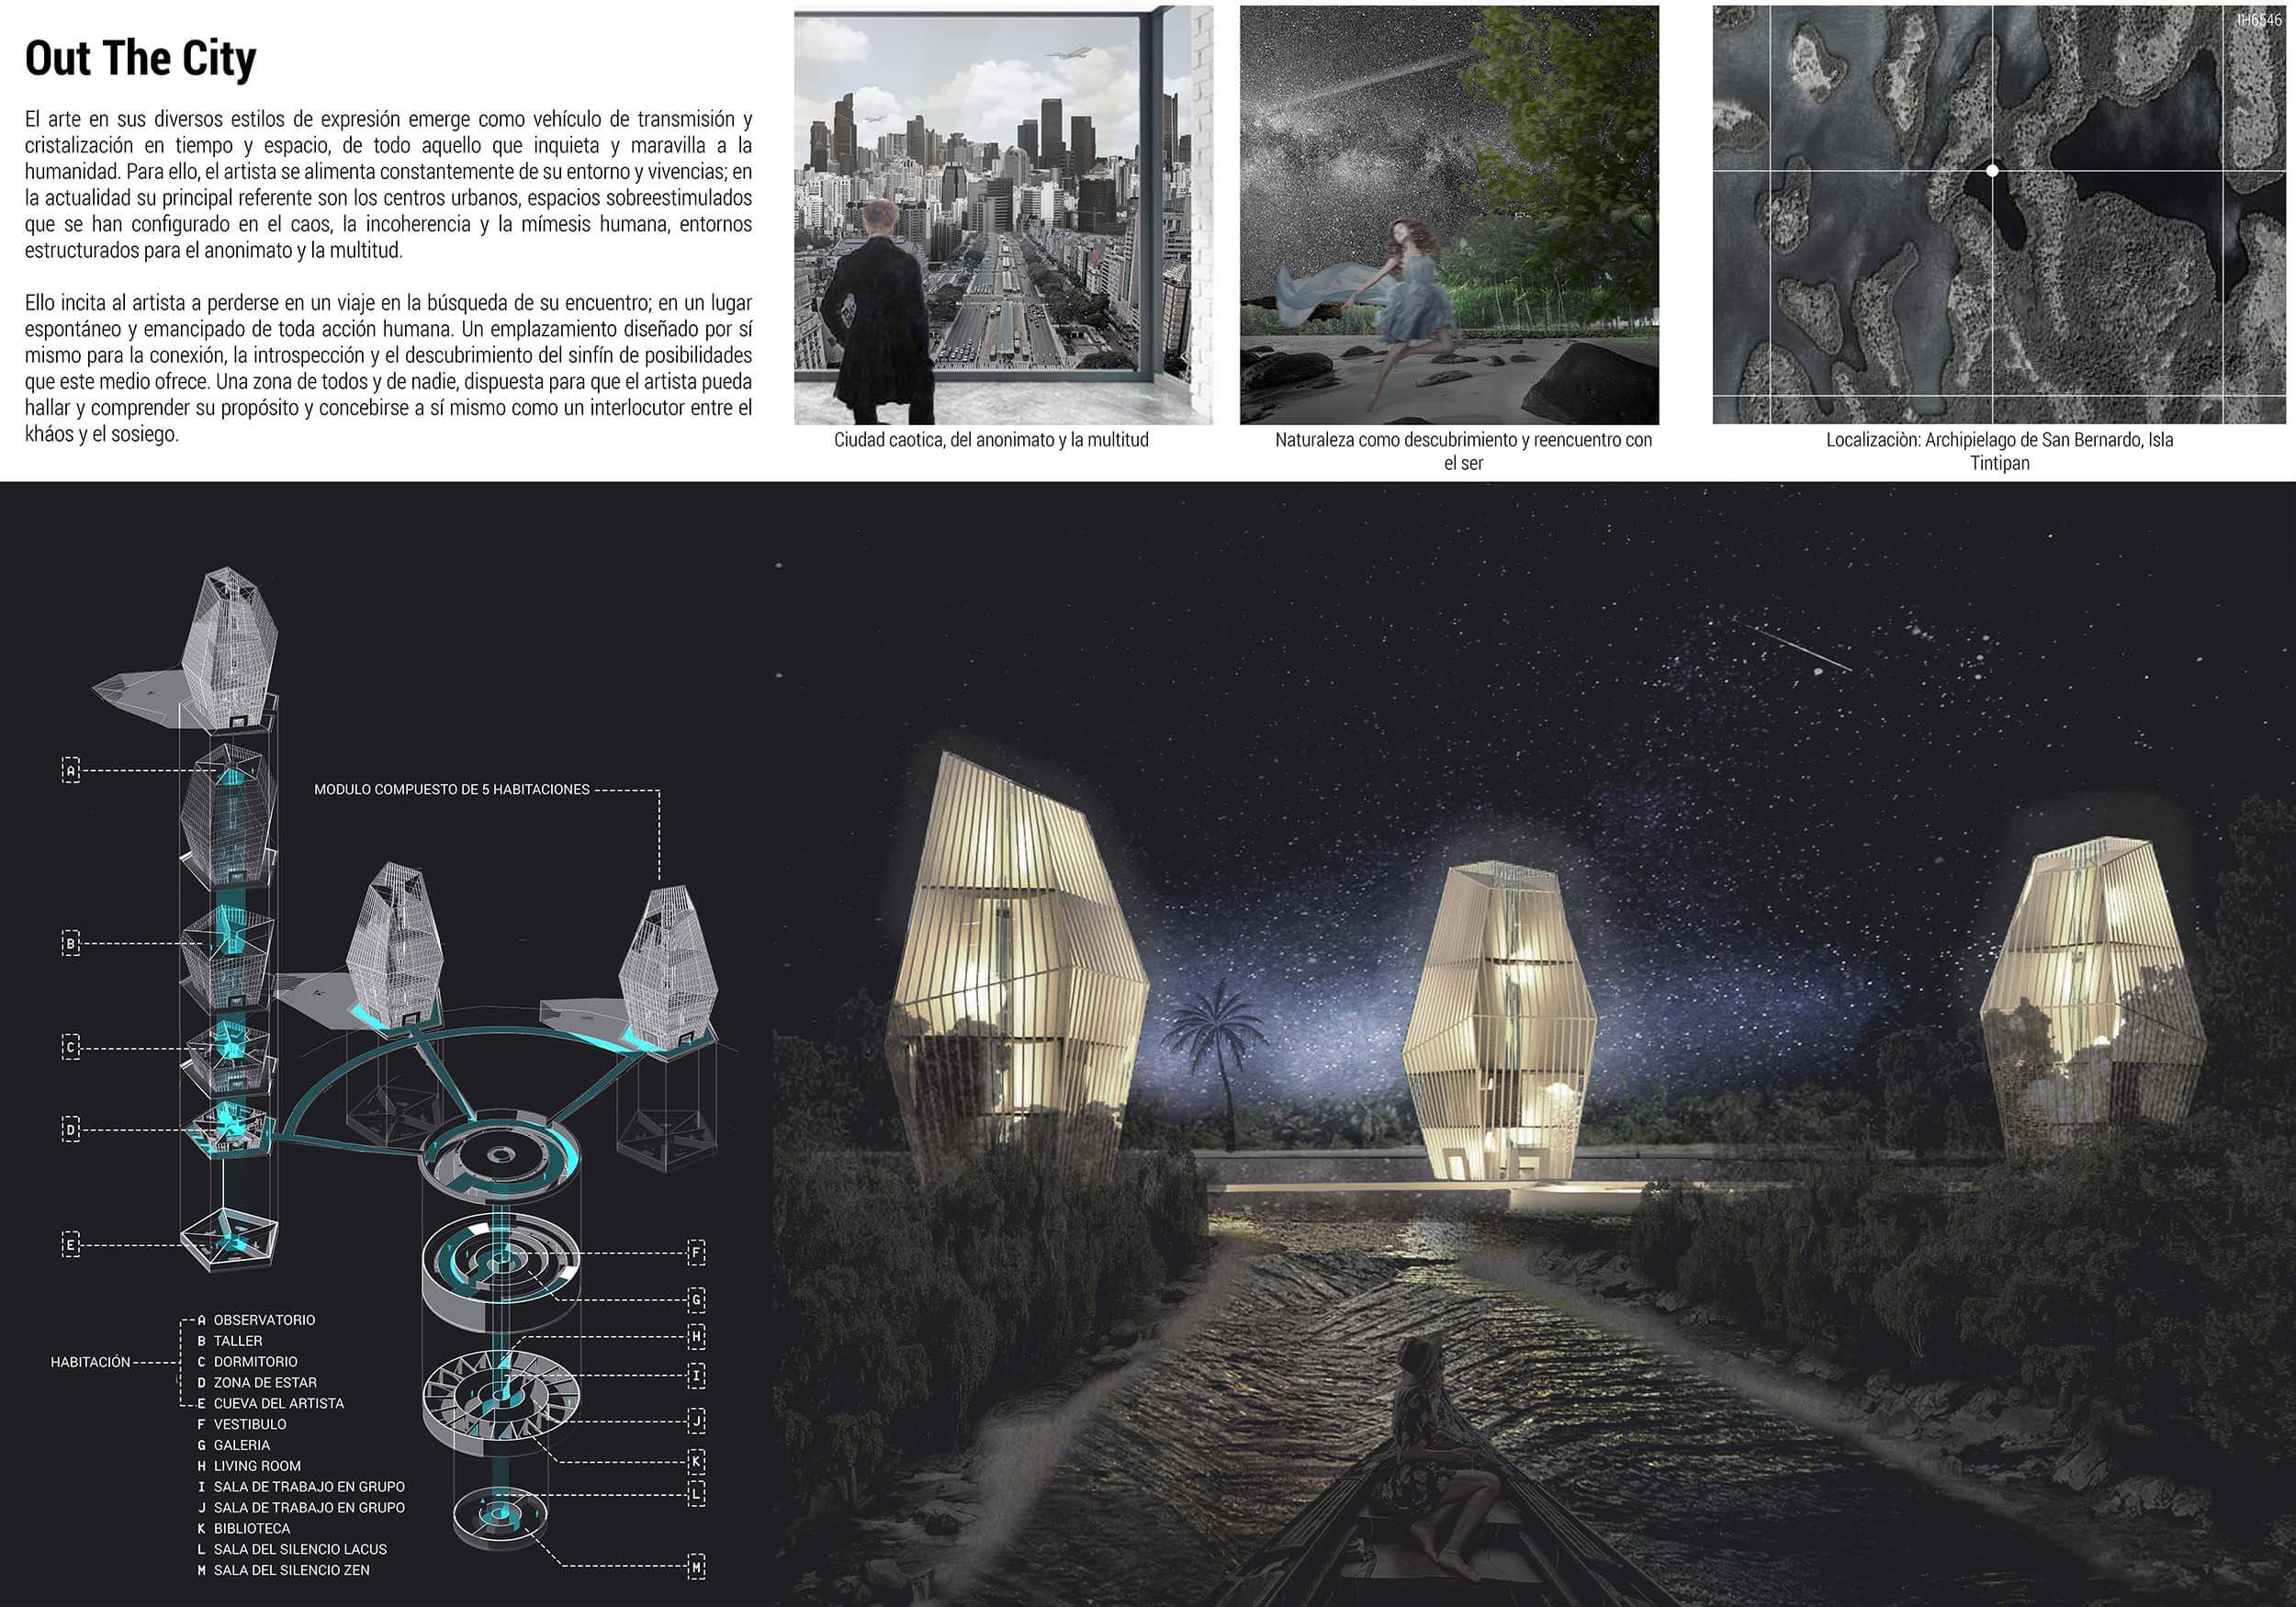 Out The City
El arte en sus diversos estilos de expresión emerge como vehículo de transmisión y
cristalización en tiempo y espacio, de todo aquello que inquieta y maravilla a la
humanidad. Para ello, el artista se alimenta constantemente de su entorno y vivencias; en
la actualidad su principal referente son los centros urbanos, espacios sobreestimulados
que se han configurado en el caos, la incoherencia y la mímesis humana, entornos
estructurados para el anonimato y la multitud.
Ello incita al artista a perderse en un viaje en la búsqueda de su encuentro; en un lugar
espontáneo y emancipado de toda acción humana. Un emplazamiento diseñado por sí
mismo para la conexión, la introspección y el descubrimiento del sinfín de posibilidades
que este medio ofrece. Una zona de todos y de nadie, dispuesta para que el artista pueda
hallar y comprender su propósito y concebirse a sí mismo como un interlocutor entre el
kháos y el sosiego.
Ciudad caotica, del anonimato y la multitud
Naturaleza como descubrimiento y reencuentro con
el ser
IH6546
Localizaciòn: Archipielago de San Bernardo, Isla
Tintipan
MODULO COMPUESTO DE 5 HABITACIONES
A
B
C
D
E
F
G
H
I
J
K
L
M
HABITACIÓN
A OBSERVATORIO
B TALLER
C DORMITORIO
D ZONA DE ESTAR
E CUEVA DEL ARTISTA
F VESTIBULO
G GALERIA
H LIVING ROOM
I SALA DE TRABAJO EN GRUPO
J SALA DE TRABAJO EN GRUPO
K BIBLIOTECA
L SALA DEL SILENCIO LACUS
M SALA DEL SILENCIO ZEN